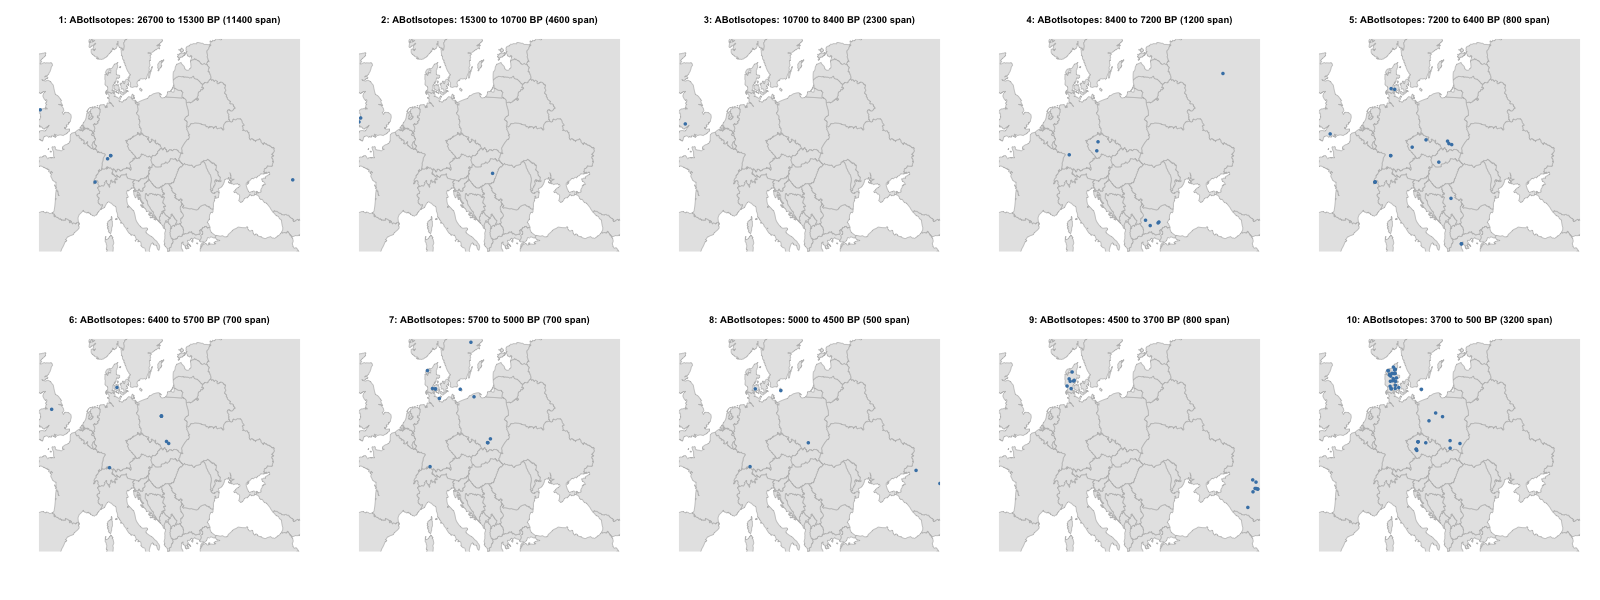 1: ABotIsotopes: 26700 to 15300 BP (11400 span)
2: ABotIsotopes: 15300 to 10700 BP (4600 span)
3: ABotIsotopes: 10700 to 8400 BP (2300 span)
4: ABotIsotopes: 8400 to 7200 BP (1200 span)
5: ABotIsotopes: 7200 to 6400 BP (800 span)
6: ABotIsotopes: 6400 to 5700 BP (700 span)
7: ABotIsotopes: 5700 to 5000 BP (700 span)
8: ABotIsotopes: 5000 to 4500 BP (500 span)
9: ABotIsotopes: 4500 to 3700 BP (800 span)
10: ABotIsotopes: 3700 to 500 BP (3200 span)